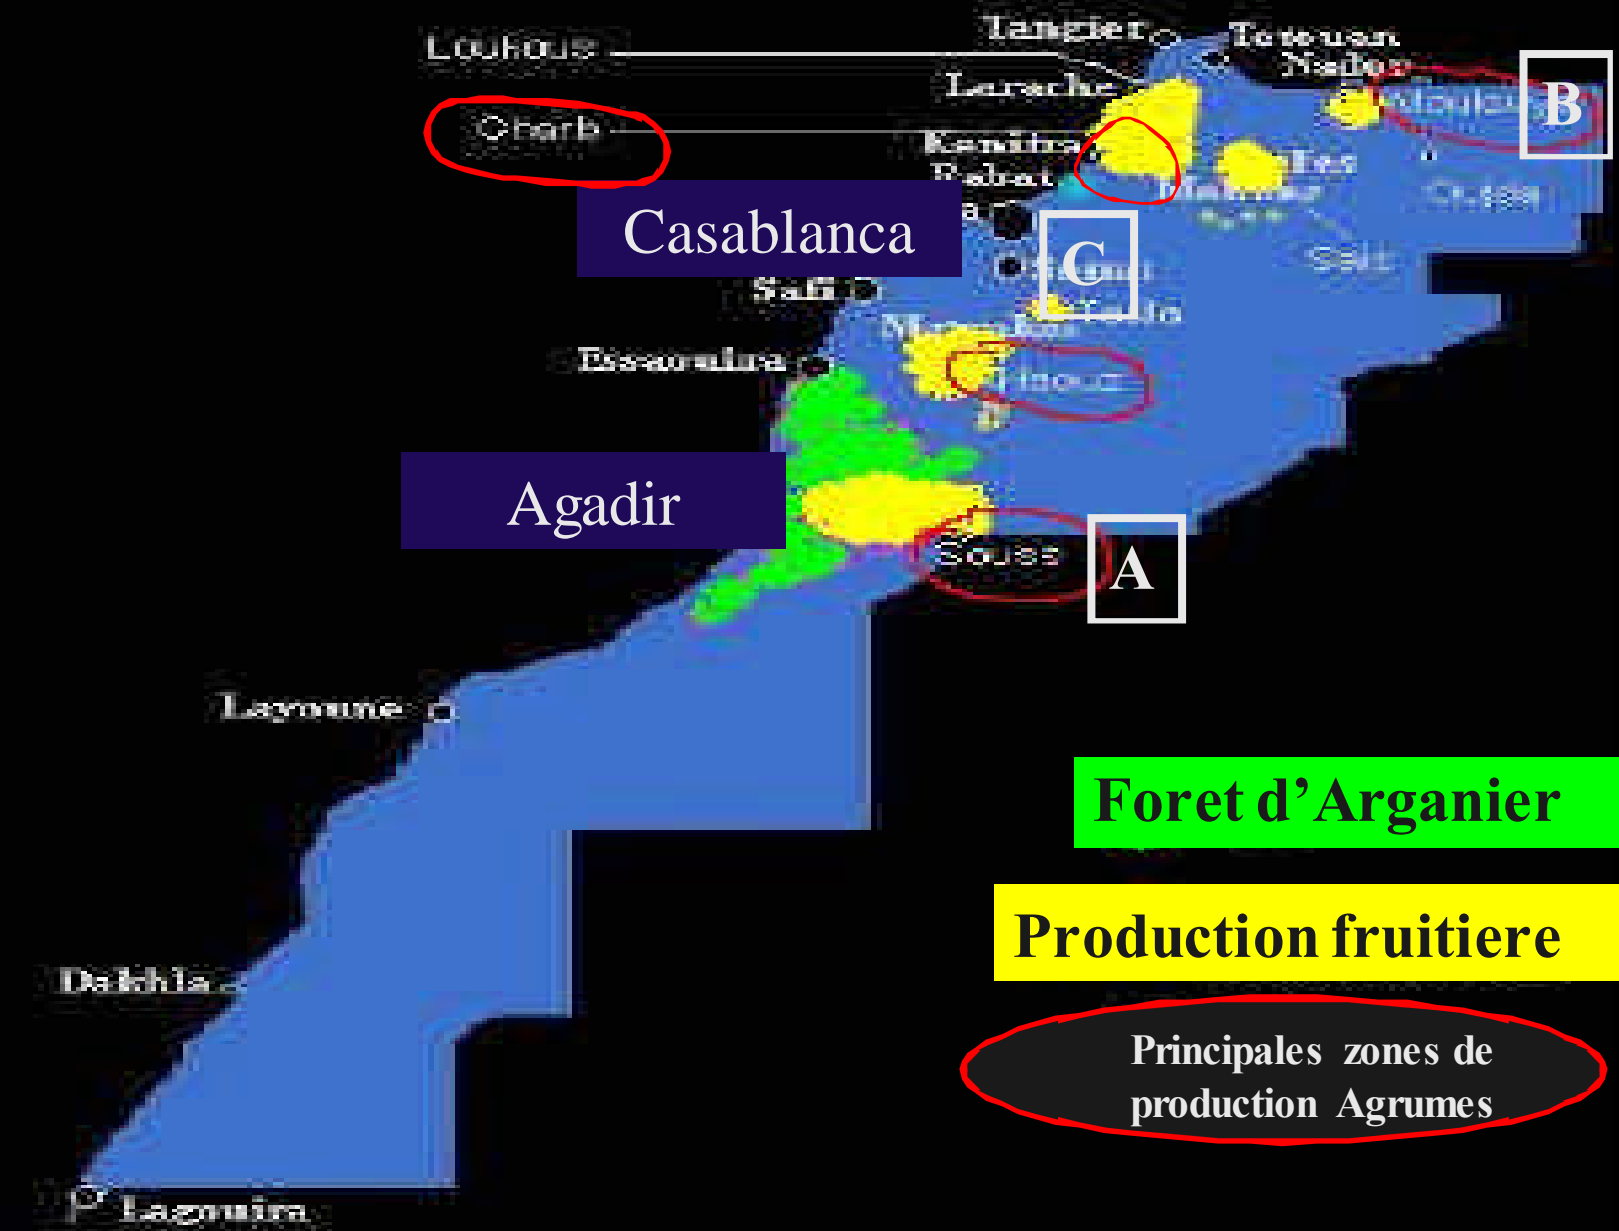 Tangier
Tetouan
Loukous
Nador
Larache
B
Gharb
Kenitra
Fes
Rabat
Casablanca
C
Safi
Essaouira
Haouz
Agadir
Souss
A
Layoune
Foret d’Arganier
Production fruitiere
Dakhla
Principales zones de
production Agrumes
Lagouira